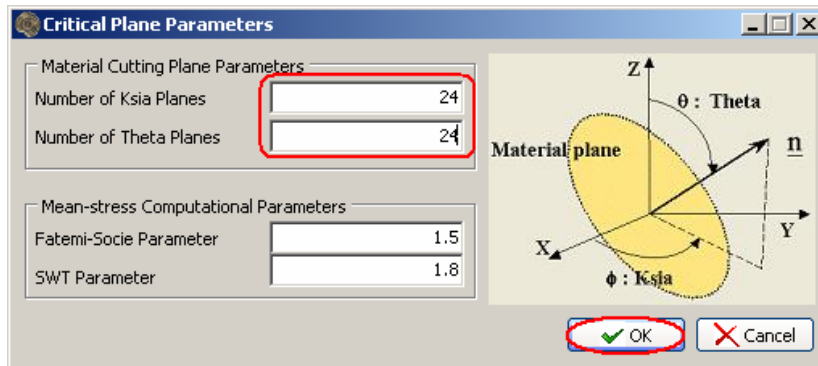 Critical Plane Parameters
Material Cutting Plane Parameters
Number of Ksia Planes 24
Number of Theta Planes 24
Mean-stress Computational Parameters
Fatemi-Socie Parameter 1.5
SWT Parameter 1.8
Z
θ : Theta
n
Material plane
X
Y
ϕ : Ksia
OK
Cancel